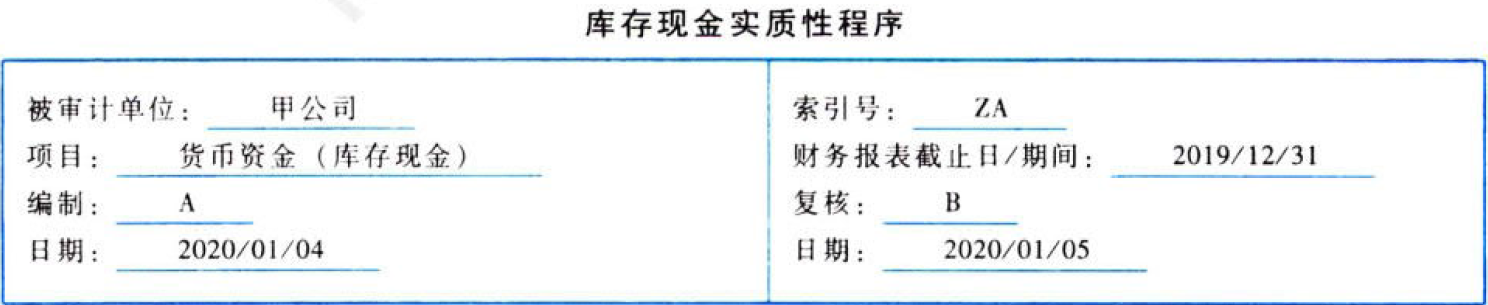 库存现金实质性程序
被审计单位： 甲公司
项目： 货币资金（库存现金）
编制： A
日期： 2020/01/04
索引号： ZA
财务报表截止日/期间： 2019/12/31
复核： B
日期： 2020/01/05